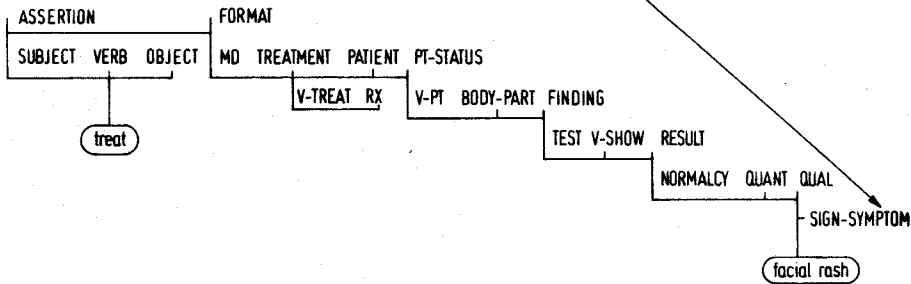 ASSERTION FORMAT
SUBJECT VERB OBJECT MD TREATMENT PATIENT PT-STATUS
V-TREAT RX V-PT BODY-PART FINDING
treat
TEST V-SHOW RESULT
NORMALCY QUANT QUAL
SIGN-SYMPTOM
facial rash